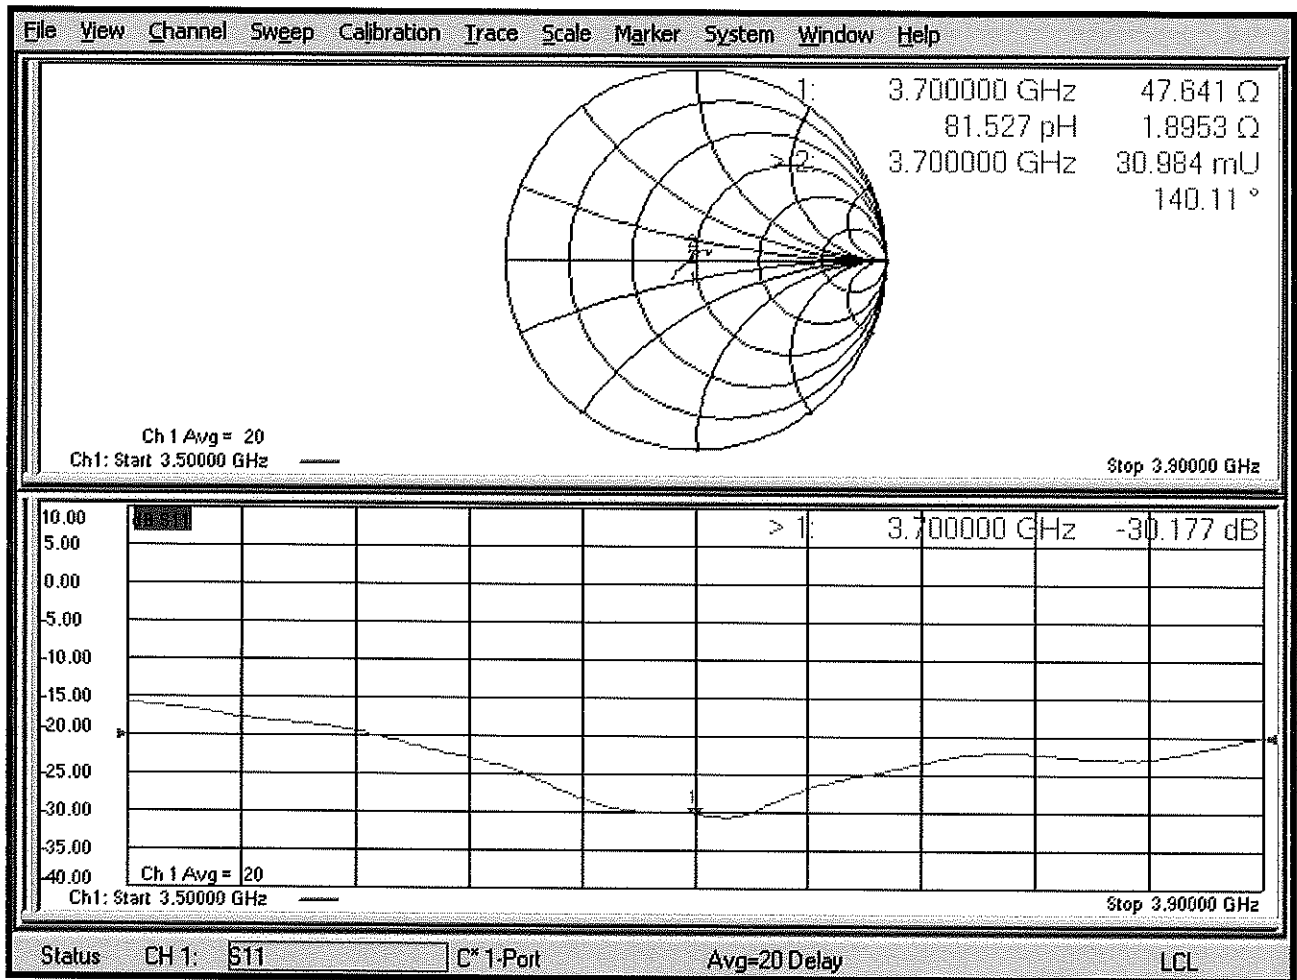 File View Channel Sweep Calibration Trace Scale Marker System Window Help
1: 3.700000 GHz 47.641 Ω
81.527 pH 1.8953 Ω
> 2: 3.700000 GHz 30.984 mU
140.11 °
Ch 1 Avg = 20
Ch1: Start 3.50000 GHz
Stop 3.90000 GHz
10.00
5.00
0.00
-5.00
-10.00
-15.00
-20.00
-25.00
-30.00
-35.00
-40.00
> 1: 3.700000 GHz -30.177 dB
1
Ch 1 Avg = 20
Ch1: Start 3.50000 GHz
Stop 3.90000 GHz
Status CH 1: S11 C* 1-Port Avg=20 Delay LCL